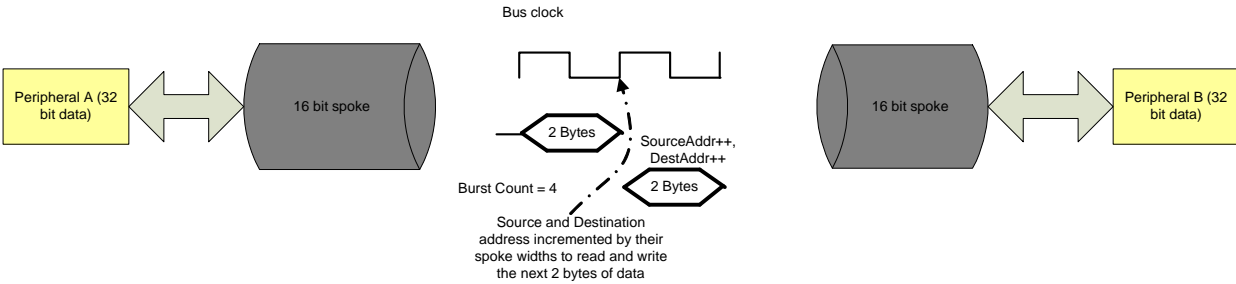 Bus clock
Peripheral A (32
bit data)
16 bit spoke
2 Bytes
SourceAddr++,
DestAddr++
2 Bytes
Burst Count = 4
Source and Destination
address incremented by their
spoke widths to read and write
the next 2 bytes of data
16 bit spoke
Peripheral B (32
bit data)